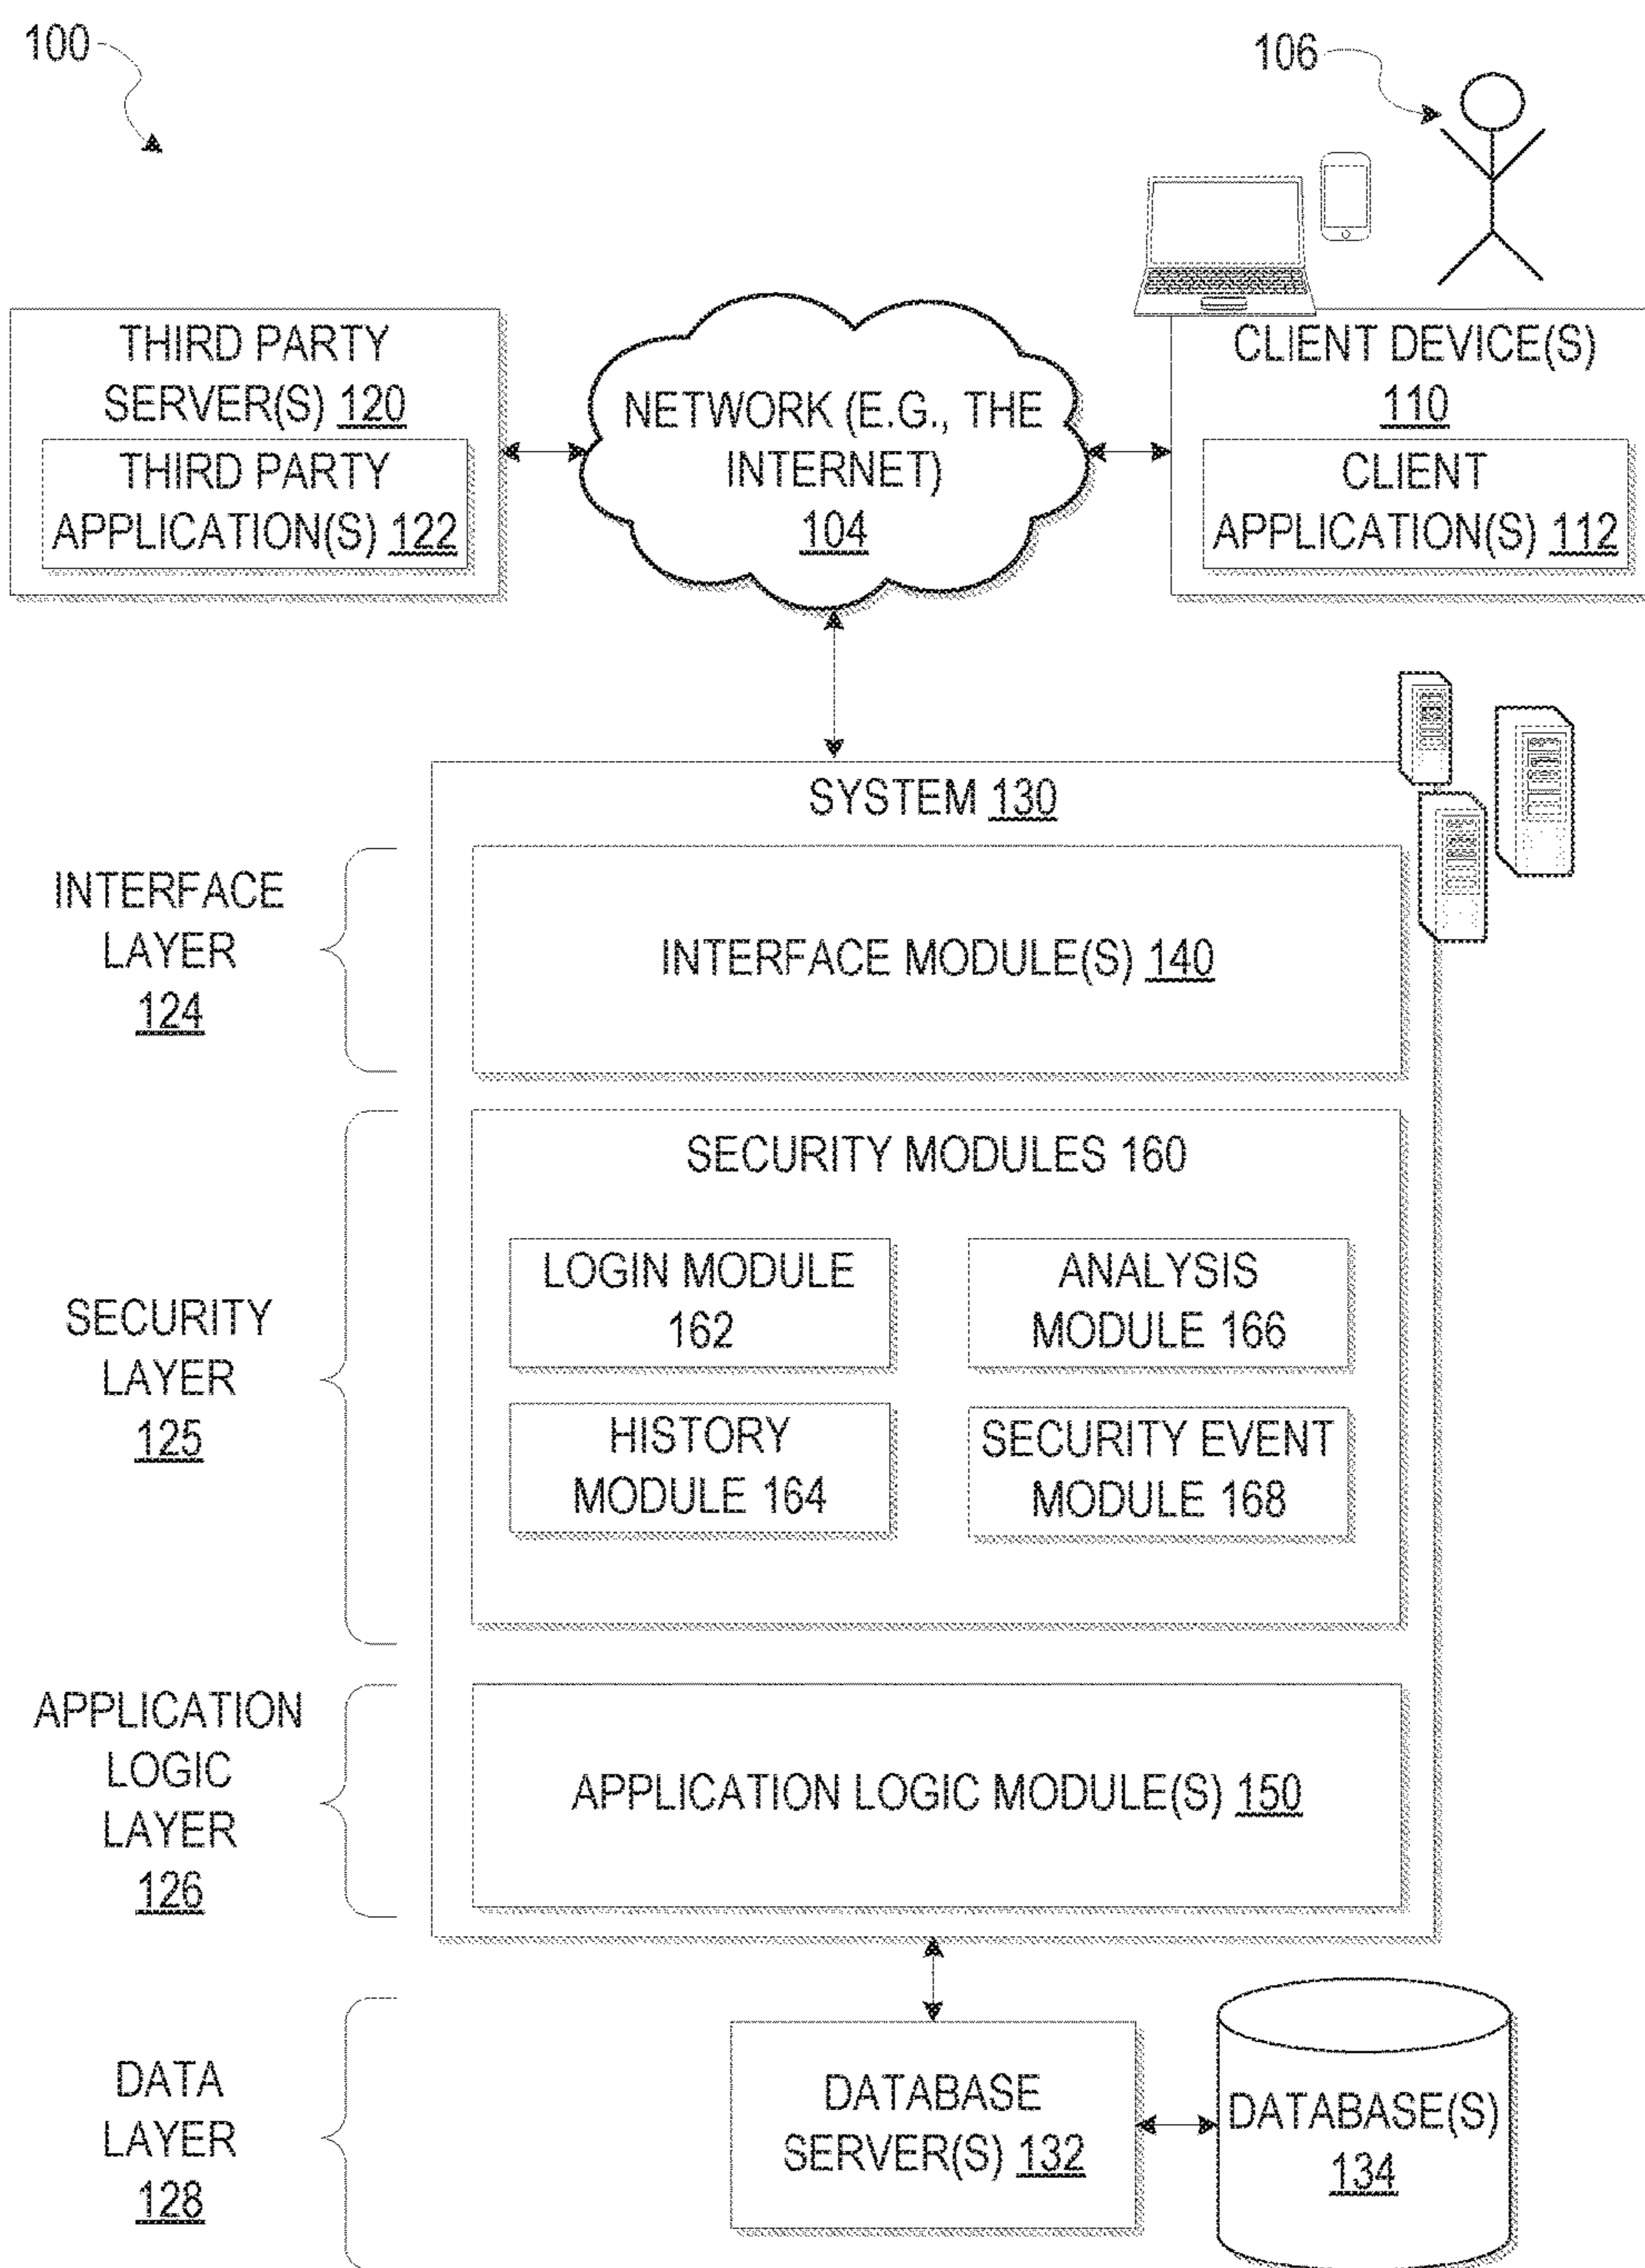 100
106
THIRD PARTY
SERVER(S) 120
THIRD PARTY
APPLICATION(S) 122
NETWORK (E.G., THE
INTERNET)
104
CLIENT DEVICE(S)
110
CLIENT
APPLICATION(S) 112
SYSTEM 130
INTERFACE
LAYER
124
INTERFACE MODULE(S) 140
SECURITY
LAYER
125
SECURITY MODULES 160
LOGIN MODULE
162
ANALYSIS
MODULE 166
HISTORY
MODULE 164
SECURITY EVENT
MODULE 168
APPLICATION
LOGIC
LAYER
126
APPLICATION LOGIC MODULE(S) 150
DATA
LAYER
128
DATABASE
SERVER(S) 132
DATABASE(S)
134